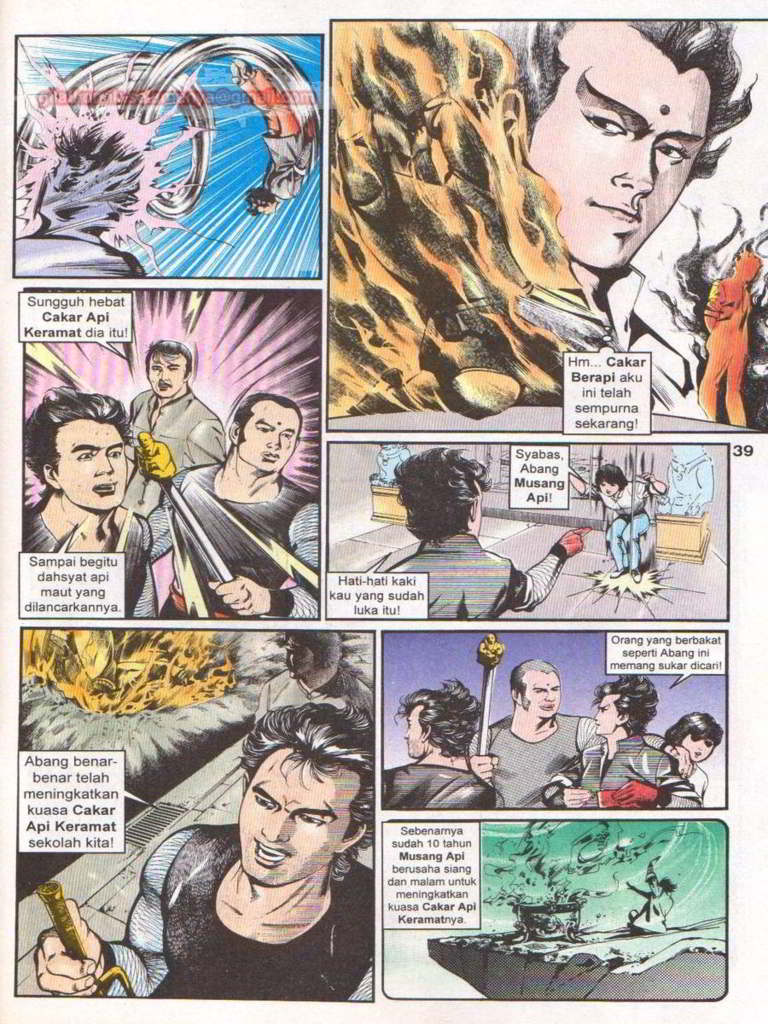 Hm... Cakar
Berapi aku
ini telah
sempurna
sekarang!
Sungguh hebat
Cakar Api
Keramat dia itu!
Sampai begitu
dahsyat api
maut yang
dilancarkannya.
39
Syabas,
Abang
Musang
Api!
Hati-hati kaki
kau yang sudah
luka itu!
Abang benar-
benar telah
meningkatkan
kuasa Cakar
Api Keramat
sekolah kita!
Orang yang berbakat
seperti Abang ini
memang sukar dicari!
Sebenarnya
sudah 10 tahun
Musang Api
berusaha siang
dan malam untuk
meningkatkan
kuasa Cakar Api
Keramatnya.